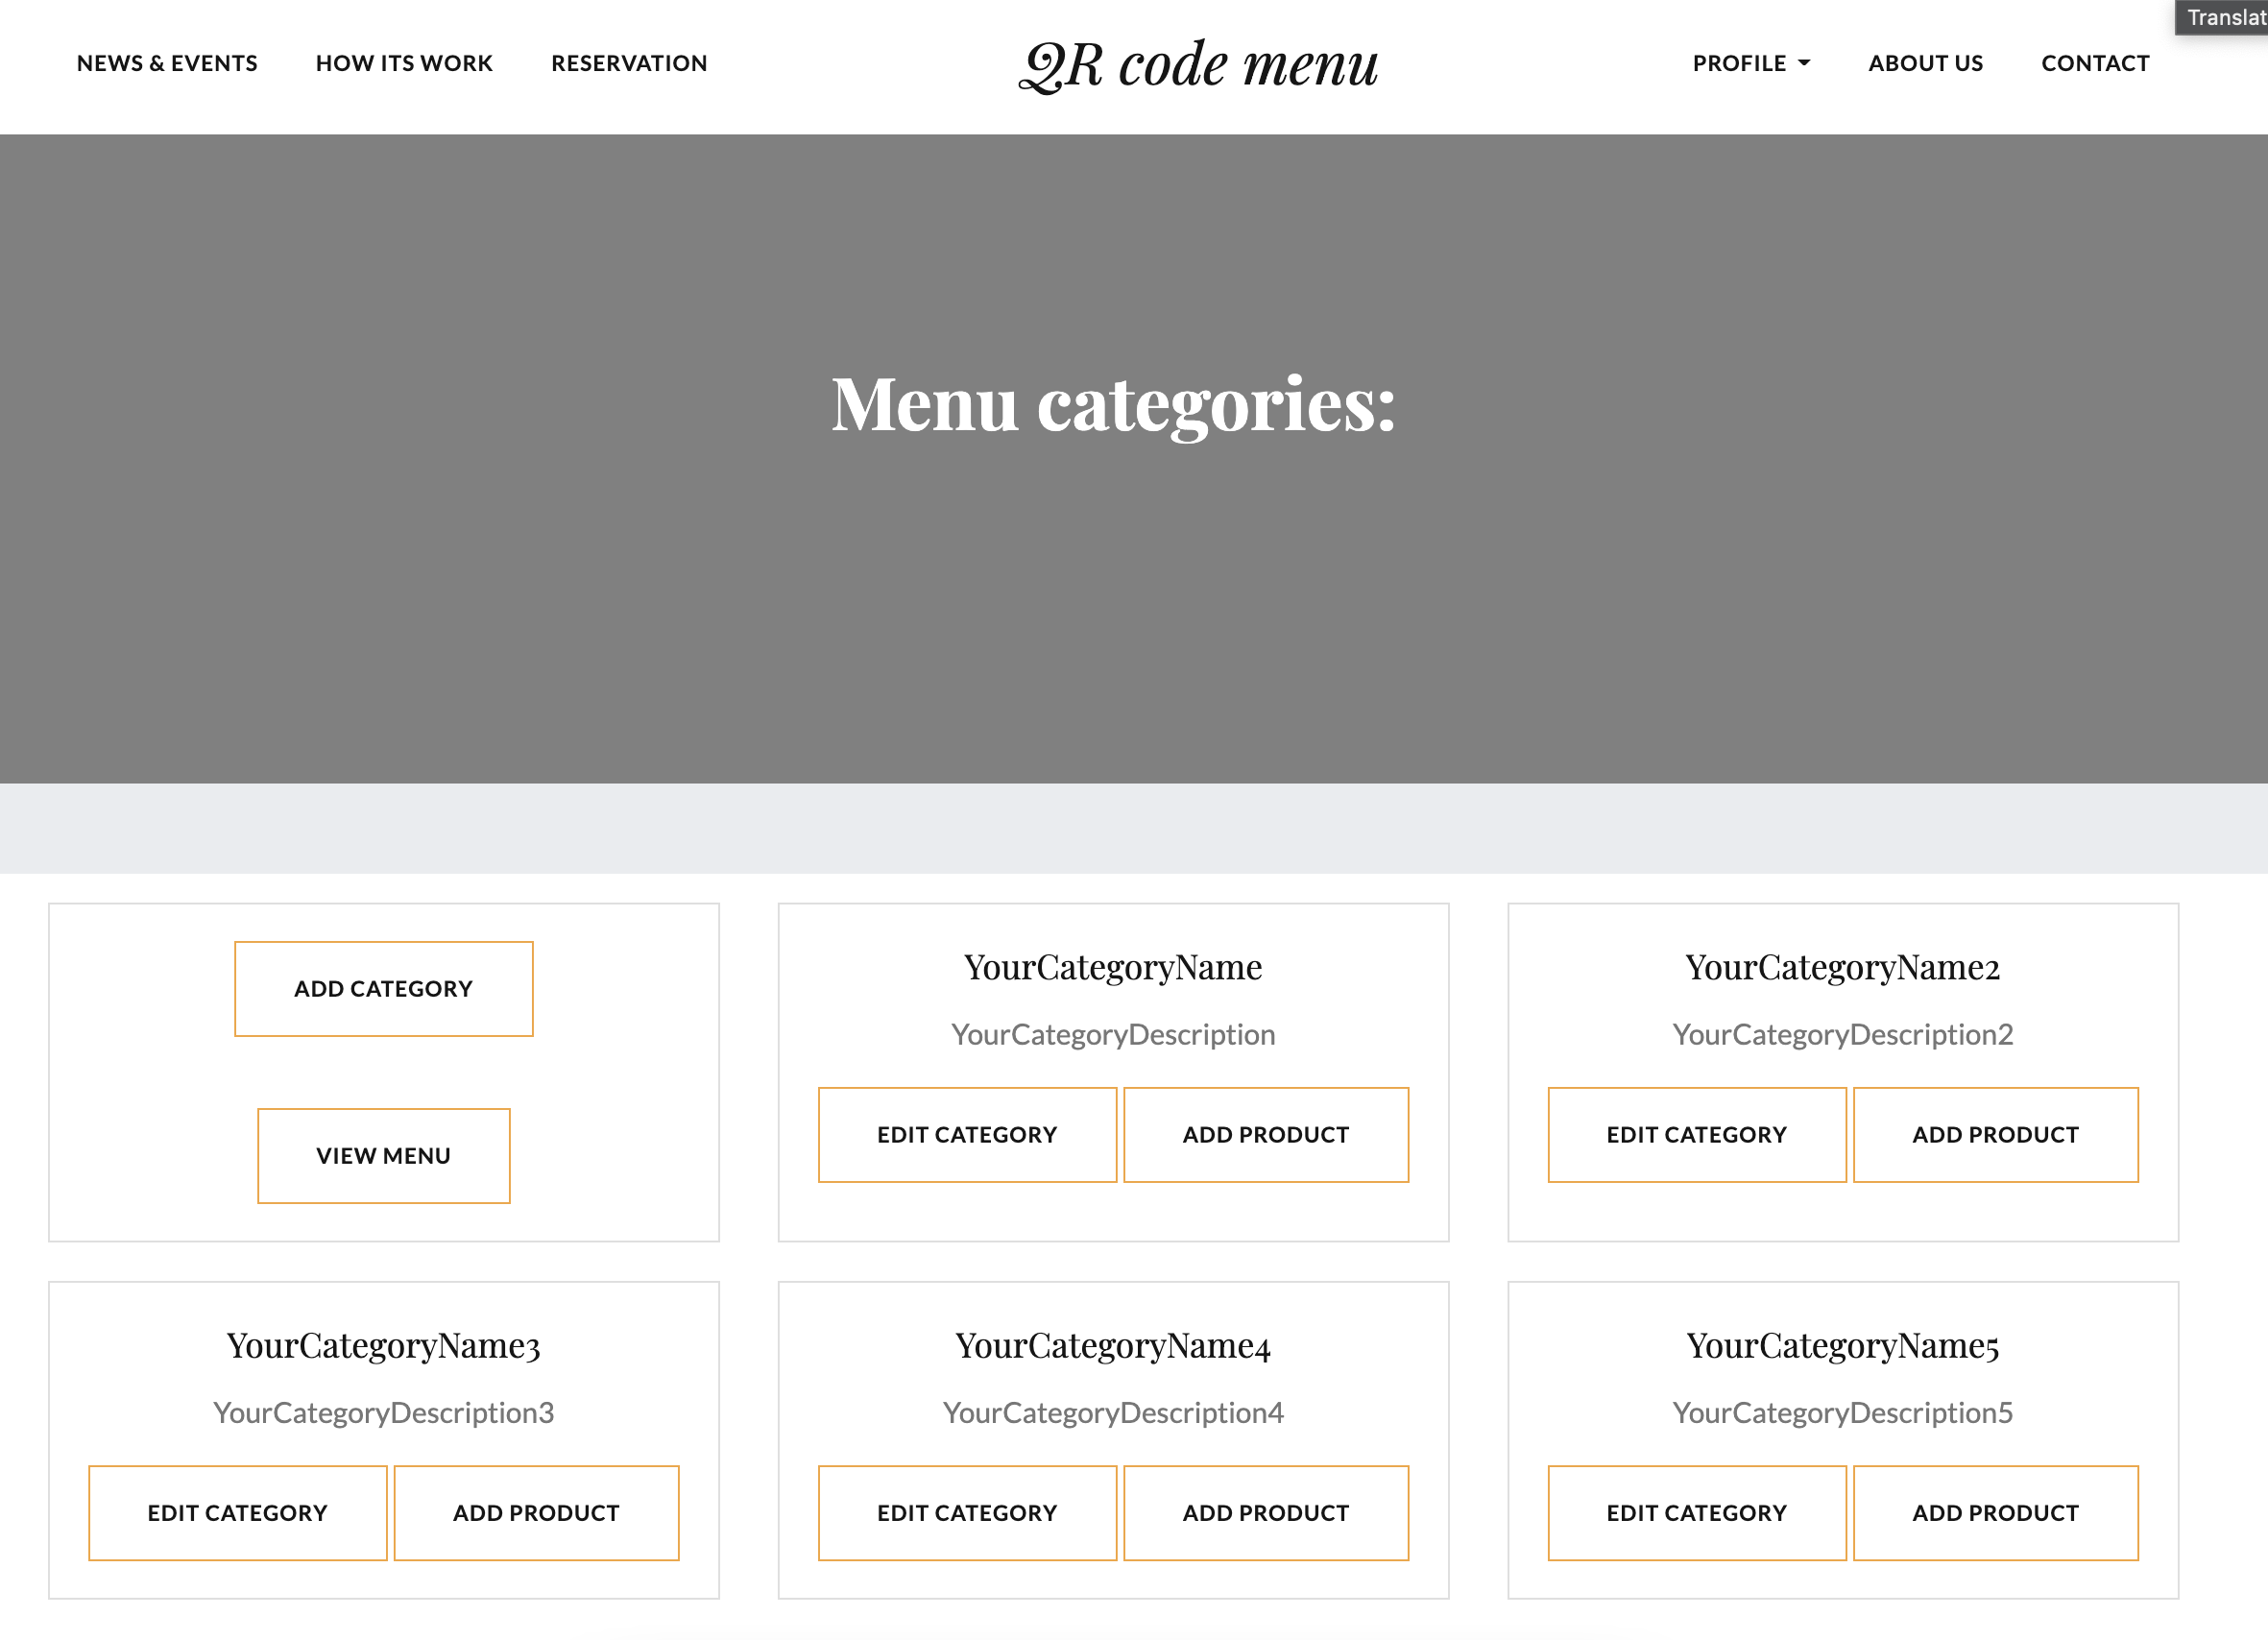 Translat
NEWS & EVENTS HOW ITS WORK RESERVATION QR code menu PROFILE ABOUT US CONTACT
Menu categories:
ADD CATEGORY
VIEW MENU
YourCategoryName
YourCategoryDescription
EDIT CATEGORY ADD PRODUCT
YourCategoryName2
YourCategoryDescription2
EDIT CATEGORY ADD PRODUCT
YourCategoryName3
YourCategoryDescription3
EDIT CATEGORY ADD PRODUCT
YourCategoryName4
YourCategoryDescription4
EDIT CATEGORY ADD PRODUCT
YourCategoryName5
YourCategoryDescription5
EDIT CATEGORY ADD PRODUCT